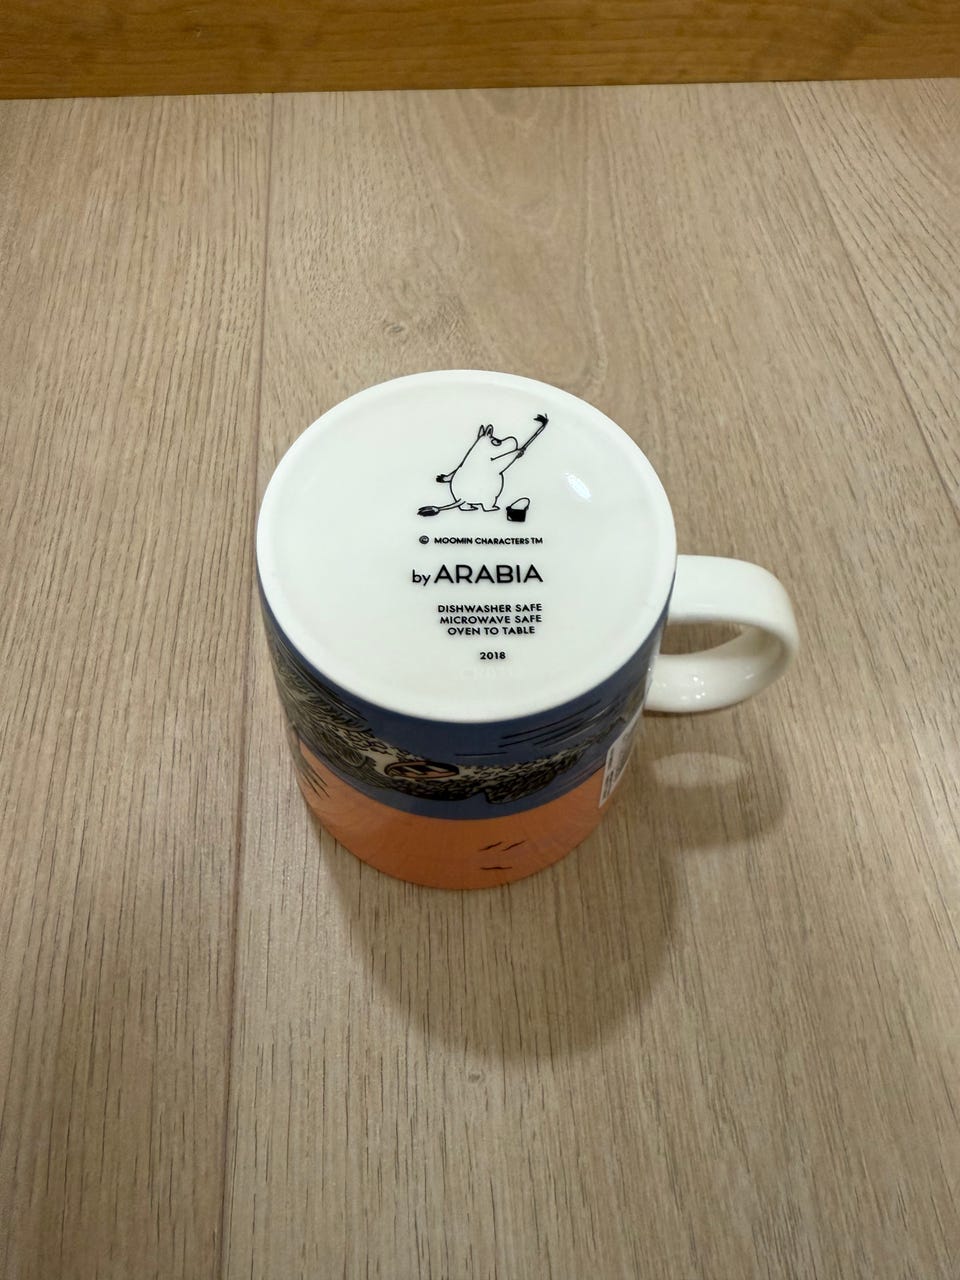 © MOOMIN CHARACTERS TM
by ARABIA
DISHWASHER SAFE
MICROWAVE SAFE
OVEN TO TABLE
2018